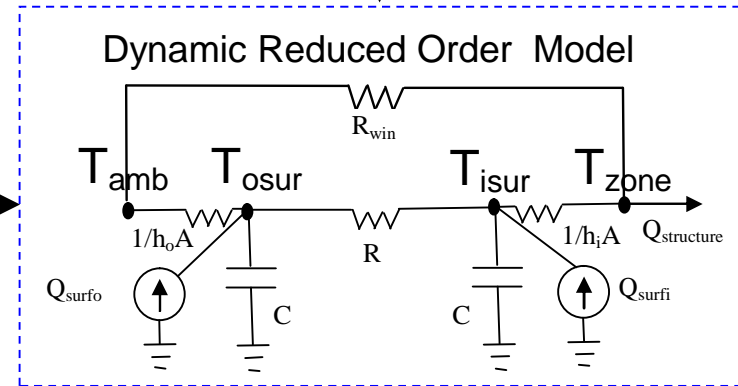 Dynamic Reduced Order Model
R_win
T_amb T_osur T_isur T_zone
1/h_oA R 1/h_iA Q_structure
Q_surfo C C Q_surfi